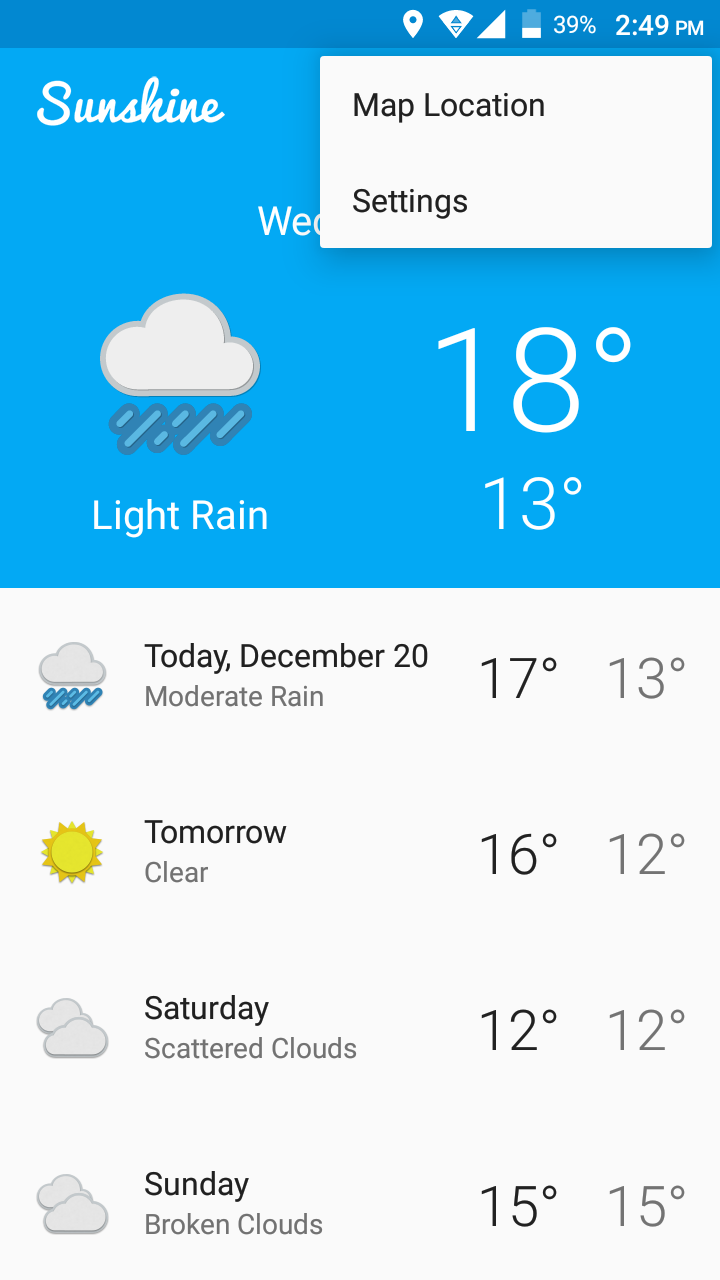 39% 2:49 PM
Sunshine
Map Location
Settings
18°
13°
Light Rain
Today, December 20
Moderate Rain
17° 13°
Tomorrow
Clear
16° 12°
Saturday
Scattered Clouds
12° 12°
Sunday
Broken Clouds
15° 15°